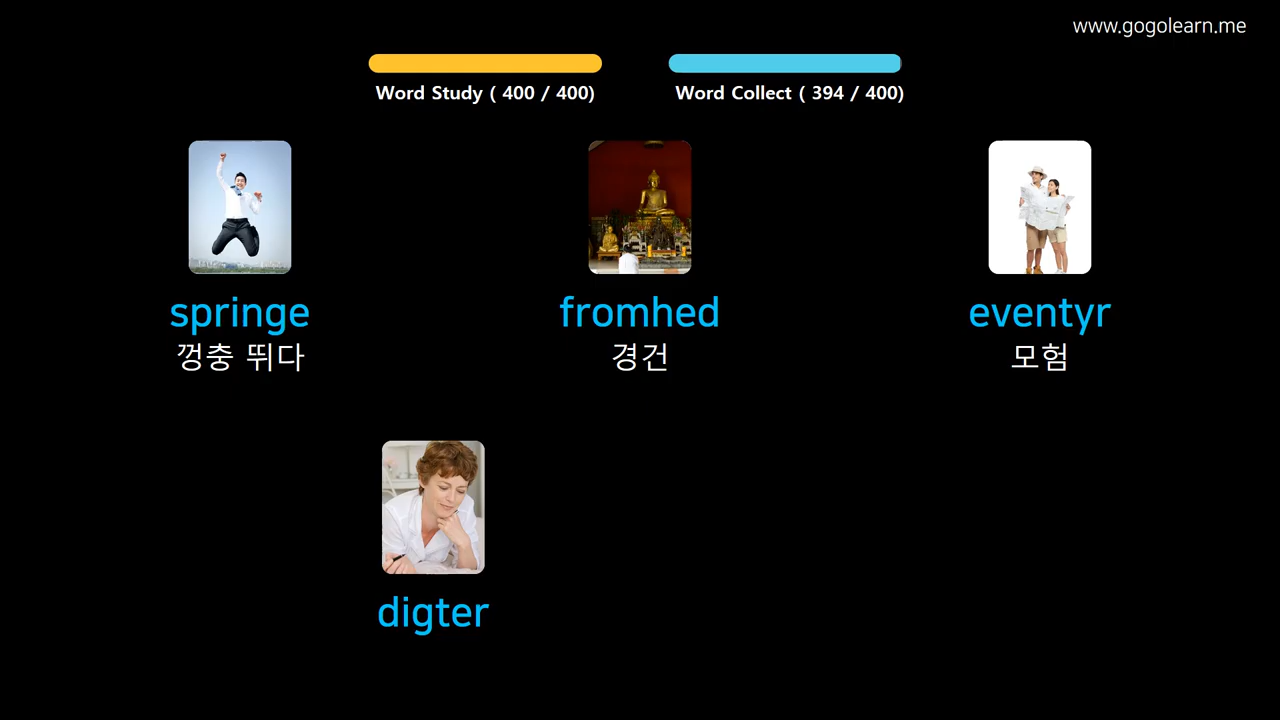 www.gogolearn.me
Word Study ( 400 / 400)
Word Collect ( 394 / 400)
springe
fromhed
eventyr
껑충 뛰다
경건
모험
digter